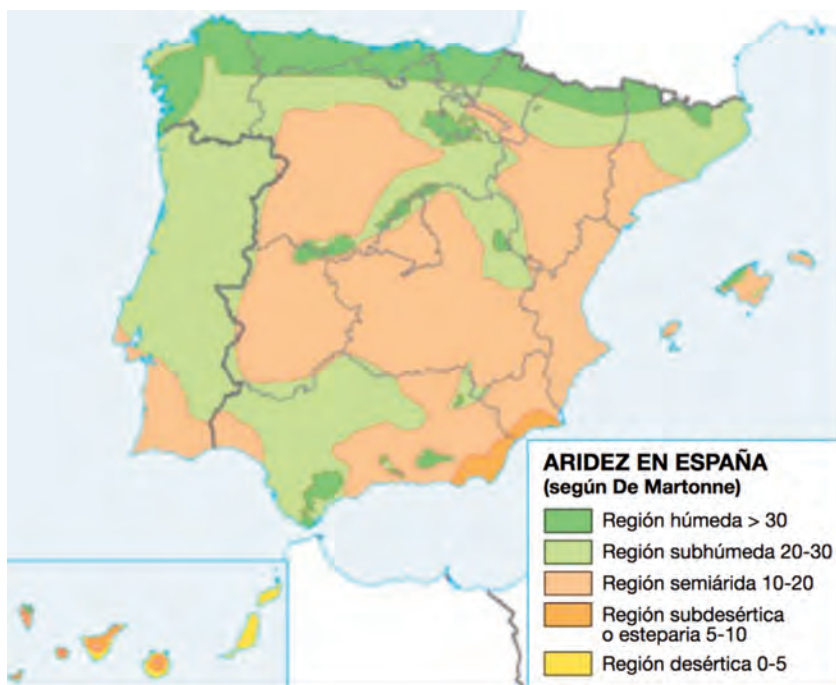 ARIDEZ EN ESPAÑA
(según De Martonne)
Región húmeda > 30
Región subhúmeda 20-30
Región semiárida 10-20
Región subdesértica
o esteparia 5-10
Región desértica 0-5